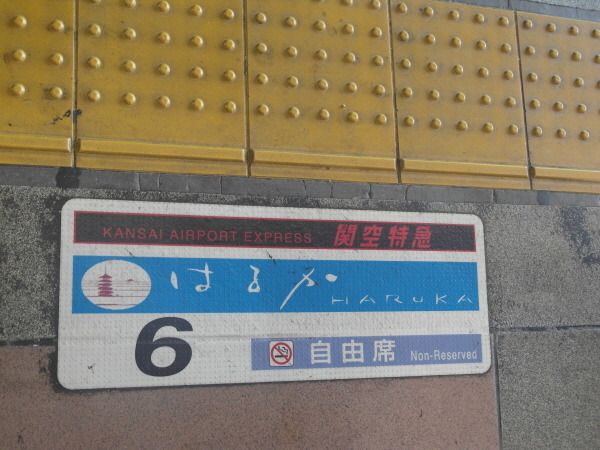 KANSAI AIRPORT EXPRESS 関空特急
はるか HARUKA
6 自由席 Non-Reserved